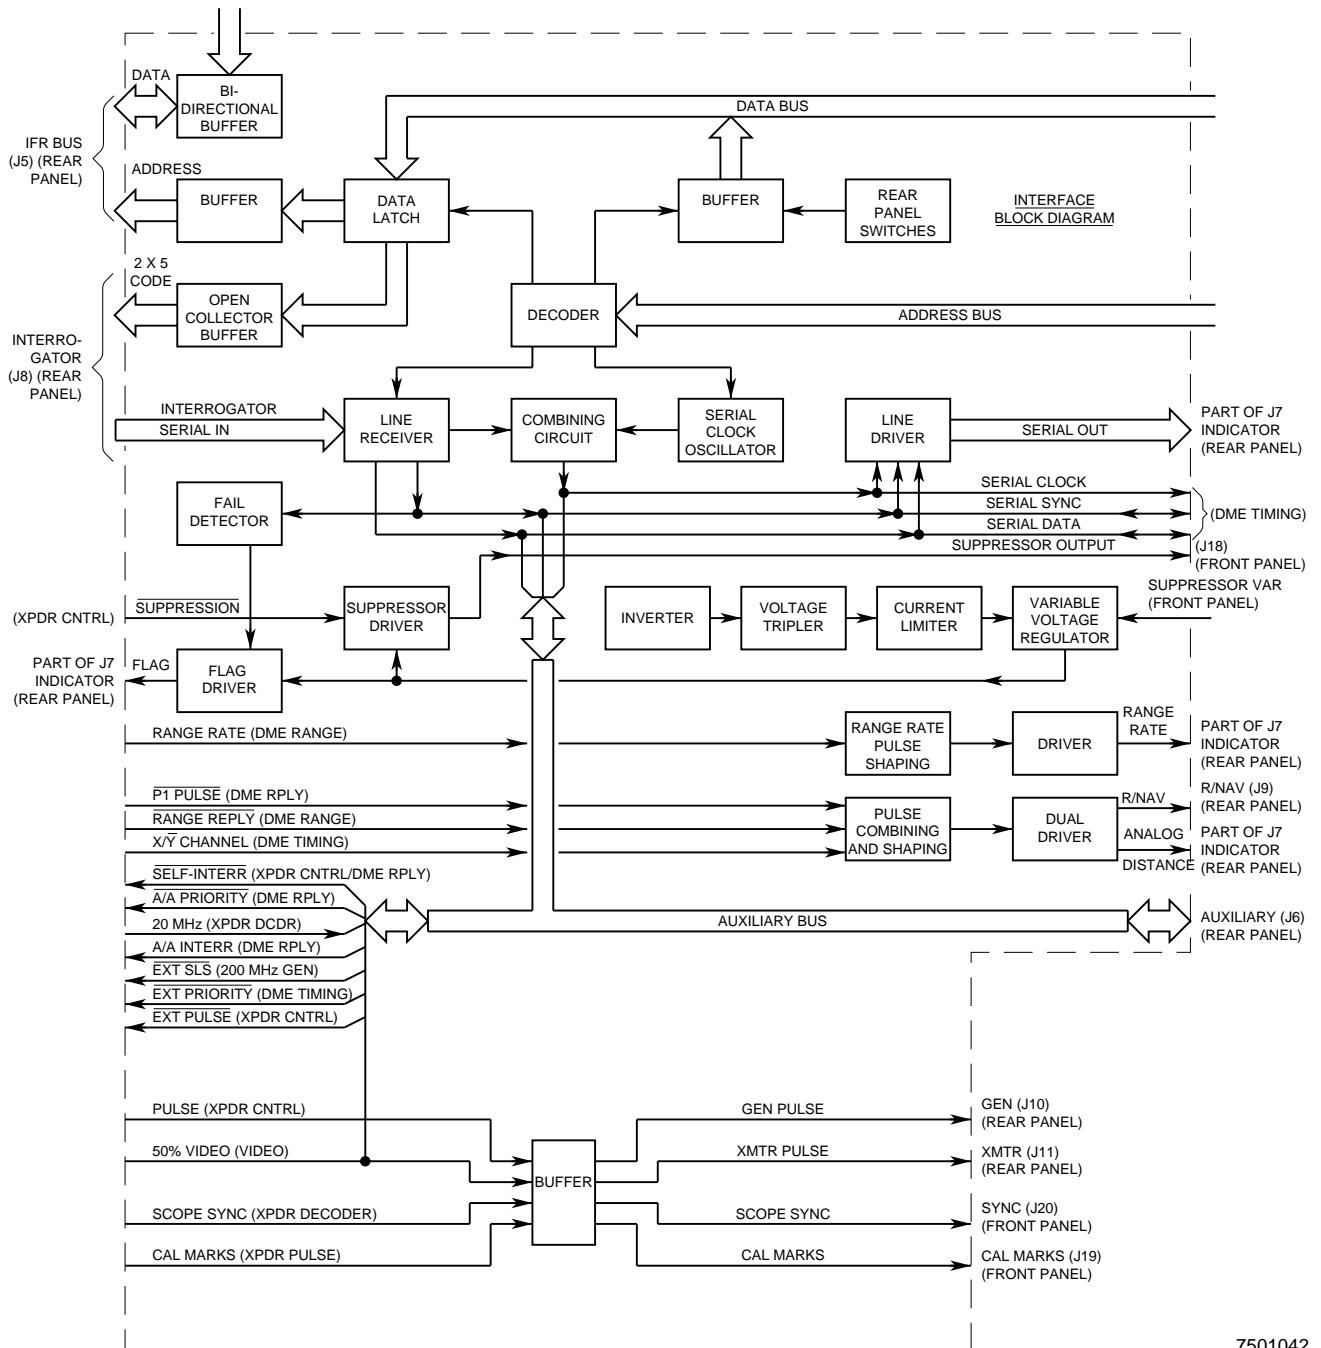 DATA
BI-
DIRECTIONAL
BUFFER
DATA BUS
IFR BUS
(J5) (REAR
PANEL)
ADDRESS
BUFFER
DATA
LATCH
BUFFER
REAR
PANEL
SWITCHES
INTERFACE
BLOCK DIAGRAM
2 X 5
CODE
OPEN
COLLECTOR
BUFFER
DECODER
ADDRESS BUS
INTERRO-
GATOR
(J8) (REAR
PANEL)
INTERROGATOR
SERIAL IN
LINE
RECEIVER
COMBINING
CIRCUIT
SERIAL
CLOCK
OSCILLATOR
LINE
DRIVER
SERIAL OUT
PART OF J7
INDICATOR
(REAR PANEL)
FAIL
DETECTOR
SERIAL CLOCK
SERIAL SYNC
SERIAL DATA
(DME TIMING)
SUPPRESSOR OUTPUT
(J18)
(FRONT PANEL)
SUPPRESSOR VAR
(FRONT PANEL)
(XPDR CNTRL)
SUPPRESSION
SUPPRESSOR
DRIVER
INVERTER
VOLTAGE
TRIPLER
CURRENT
LIMITER
VARIABLE
VOLTAGE
REGULATOR
PART OF J7
INDICATOR
(REAR PANEL)
FLAG
FLAG
DRIVER
RANGE RATE (DME RANGE)
RANGE RATE
PULSE
SHAPING
DRIVER
RANGE
RATE
PART OF J7
INDICATOR
(REAR PANEL)
P1 PULSE (DME RPLY)
RANGE REPLY (DME RANGE)
X/Y CHANNEL (DME TIMING)
PULSE
COMBINING
AND SHAPING
DUAL
DRIVER
R/NAV
R/NAV (J9)
(REAR PANEL)
ANALOG
DISTANCE
PART OF J7
INDICATOR
(REAR PANEL)
SELF-INTERR (XPDR CNTRL/DME RPLY)
A/A PRIORITY (DME RPLY)
20 MHz (XPDR DCDR)
A/A INTERR (DME RPLY)
EXT SLS (200 MHz GEN)
EXT PRIORITY (DME TIMING)
EXT PULSE (XPDR CNTRL)
AUXILIARY BUS
AUXILIARY (J6)
(REAR PANEL)
PULSE (XPDR CNTRL)
50% VIDEO (VIDEO)
SCOPE SYNC (XPDR DECODER)
CAL MARKS (XPDR PULSE)
BUFFER
GEN PULSE
XMTR PULSE
SCOPE SYNC
CAL MARKS
GEN (J10)
(REAR PANEL)
XMTR (J11)
(REAR PANEL)
SYNC (J20)
(FRONT PANEL)
CAL MARKS (J19)
(FRONT PANEL)
7501042